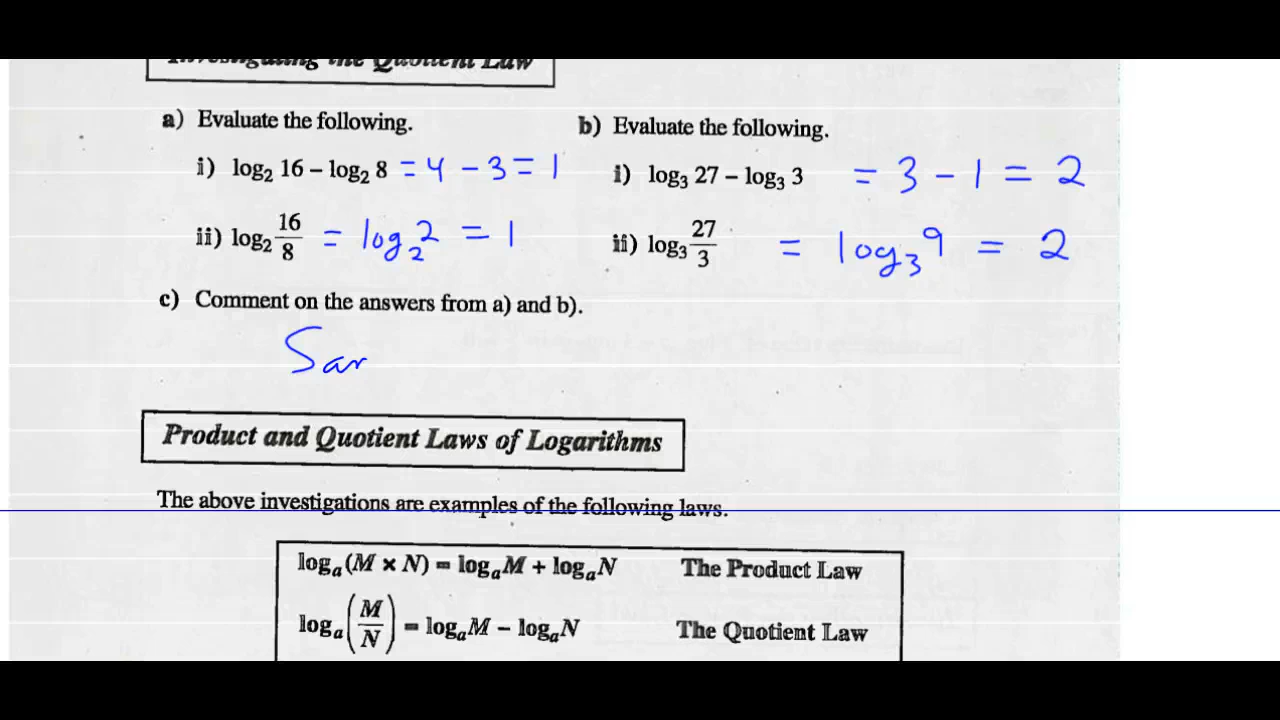 Investigating the Quotient Law
a) Evaluate the following.
i) log₂ 16 – log₂ 8 = 4 – 3 = 1
ii) log₂ 16/8 = log₂ 2 = 1
b) Evaluate the following.
i) log₃ 27 – log₃ 3 = 3 – 1 = 2
ii) log₃ 27/3 = log₃ 9 = 2
c) Comment on the answers from a) and b).
Sam
Product and Quotient Laws of Logarithms
The above investigations are examples of the following laws.
logₐ(M × N) = logₐM + logₐN The Product Law
logₐ(M/N) = logₐM – logₐN The Quotient Law